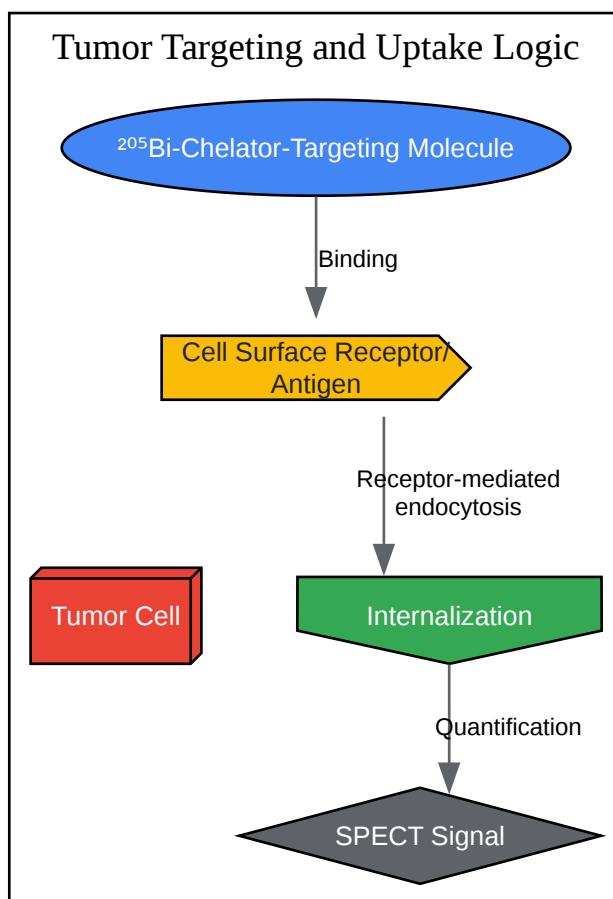 Tumor Targeting and Uptake Logic
²⁰⁵Bi-Chelator-Targeting Molecule
Binding
Cell Surface Receptor/
Antigen
Receptor-mediated
endocytosis
Tumor Cell
Internalization
Quantification
SPECT Signal